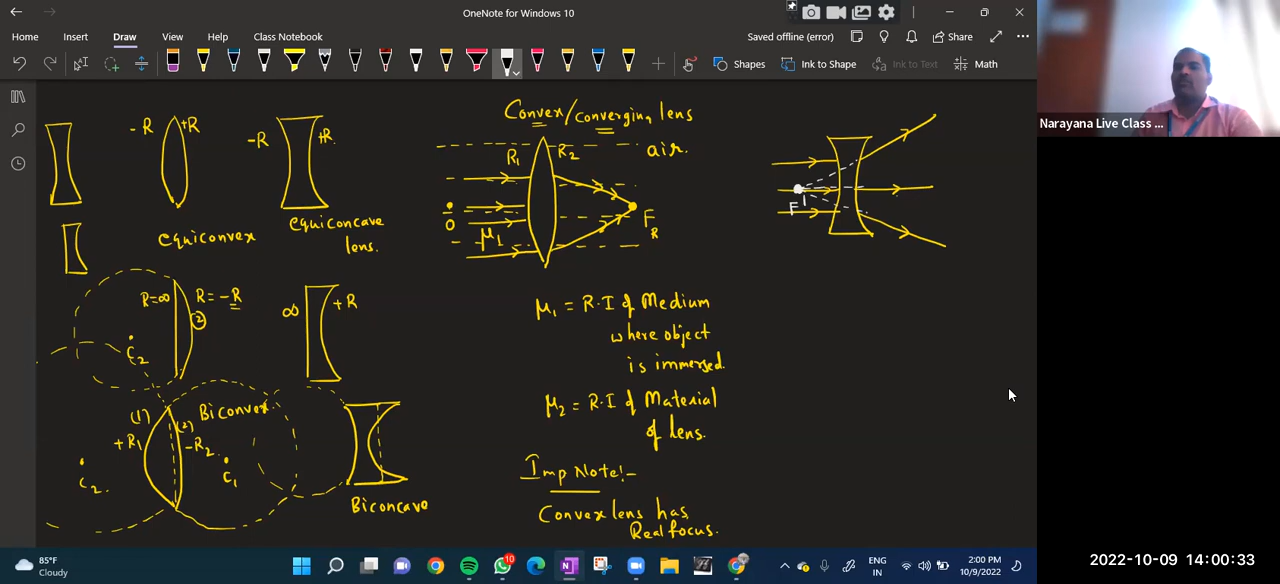 OneNote for Windows 10
Home Insert Draw View Help Class Notebook
Saved offline (error)
Share
Shapes Ink to Shape Ink to Text Math
Narayana Live Class ...
-R +R
-R +R
equiconvex
equiconcave
lens.
R=∞ R=-R
(2)
C2
∞ +R
(1) Biconvex
+R1 (2) -R2
C2 C1
Biconcave
Convex/converging lens
R1 R2 air.
O
μ1
FR
F1
μ1 = R.I of Medium
where object
is immersed.
μ2 = R.I of Material
of lens.
Imp Note!-
Convex lens has
Real focus.
85°F
Cloudy
10
ENG
IN
2:00 PM
10/9/2022
2022-10-09 14:00:33